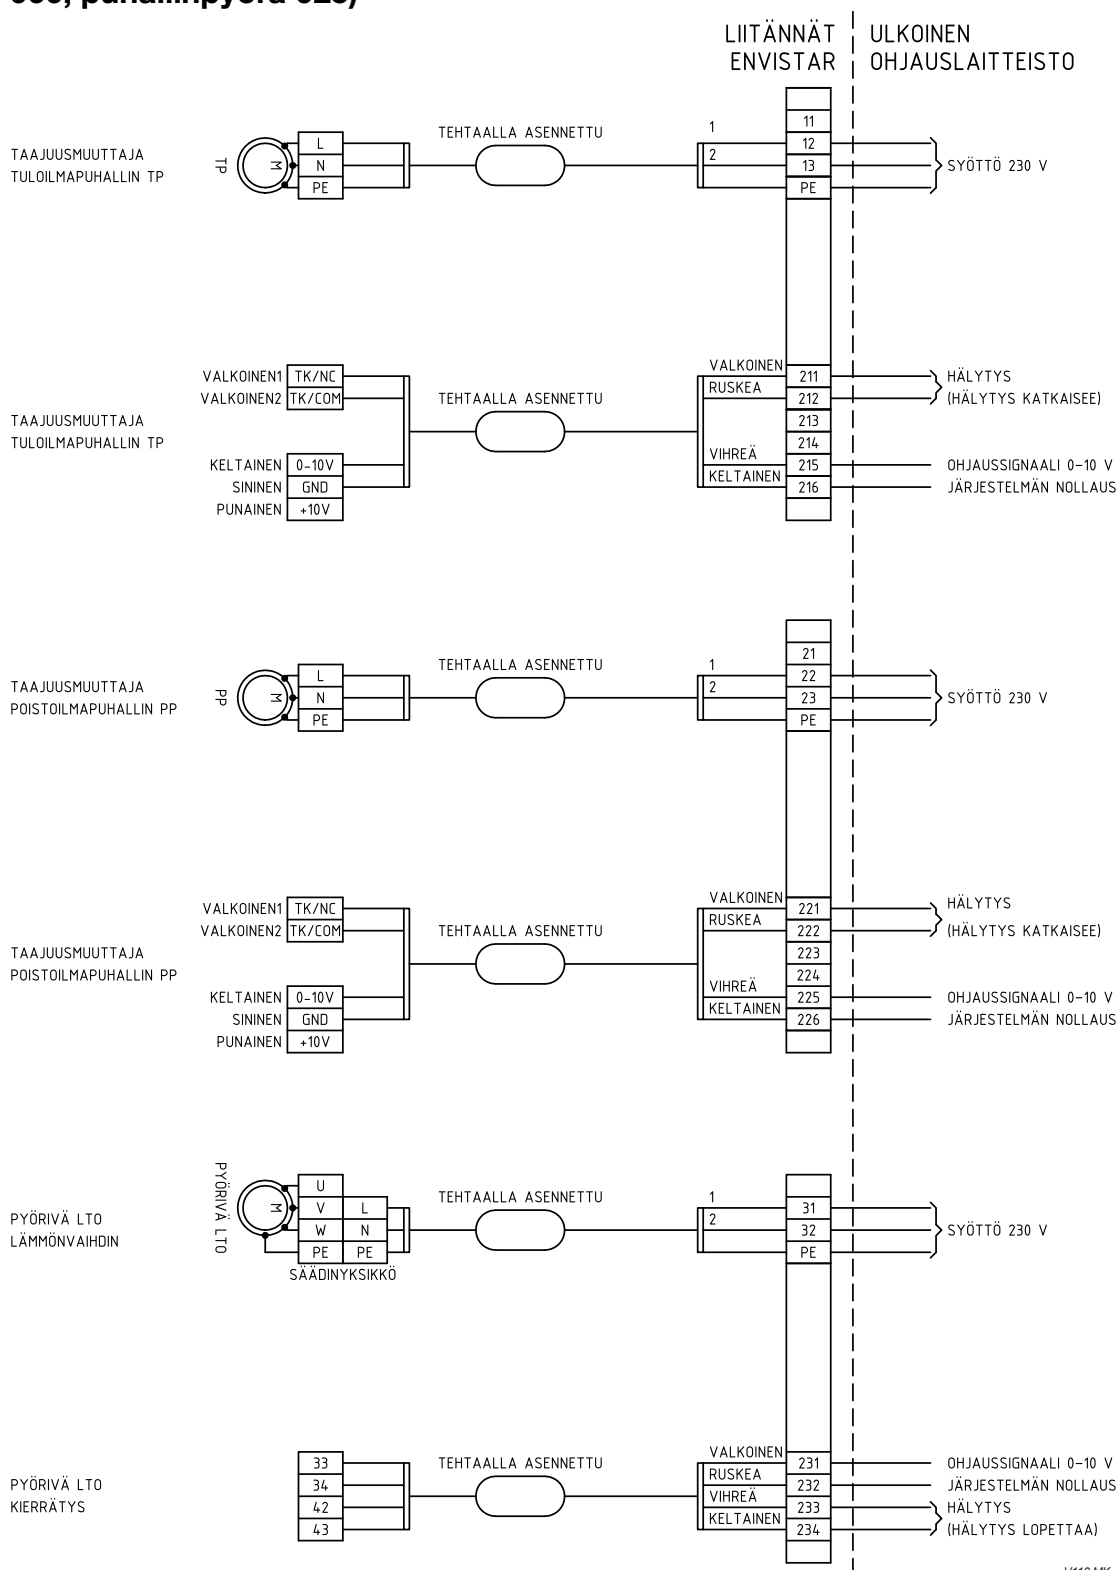 LIITÄNNÄT
ENVISTAR
ULKOINEN
OHJAUSLAITTEISTO
TAAJUUSMUUTTAJA
TULOILMAPUHALLIN TP
TP
M
L
N
PE
TEHTAALLA ASENNETTU
1
2
11
12
13
PE
SYÖTTÖ 230 V
TAAJUUSMUUTTAJA
TULOILMAPUHALLIN TP
VALKOINEN1 TK/NC
VALKOINEN2 TK/COM
KELTAINEN 0-10V
SININEN GND
PUNAINEN +10V
TEHTAALLA ASENNETTU
VALKOINEN
RUSKEA
VIHREÄ
KELTAINEN
211
212
213
214
215
216
HÄLYTYS
(HÄLYTYS KATKAISEE)
OHJAUSSIGNAALI 0-10 V
JÄRJESTELMÄN NOLLAUS
TAAJUUSMUUTTAJA
POISTOILMAPUHALLIN PP
PP
M
L
N
PE
TEHTAALLA ASENNETTU
1
2
21
22
23
PE
SYÖTTÖ 230 V
TAAJUUSMUUTTAJA
POISTOILMAPUHALLIN PP
VALKOINEN1 TK/NC
VALKOINEN2 TK/COM
KELTAINEN 0-10V
SININEN GND
PUNAINEN +10V
TEHTAALLA ASENNETTU
VALKOINEN
RUSKEA
VIHREÄ
KELTAINEN
221
222
223
224
225
226
HÄLYTYS
(HÄLYTYS KATKAISEE)
OHJAUSSIGNAALI 0-10 V
JÄRJESTELMÄN NOLLAUS
PYÖRIVÄ LTO
LÄMMÖNVAIHDIN
PYÖRIVÄ LTO
M
U
V L
W N
PE PE
SÄÄDINYKSIKKÖ
TEHTAALLA ASENNETTU
1
2
31
32
PE
SYÖTTÖ 230 V
PYÖRIVÄ LTO
KIERRÄTYS
33
34
42
43
TEHTAALLA ASENNETTU
VALKOINEN
RUSKEA
VIHREÄ
KELTAINEN
231
232
233
234
OHJAUSSIGNAALI 0-10 V
JÄRJESTELMÄN NOLLAUS
HÄLYTYS
(HÄLYTYS LOPETTAA)